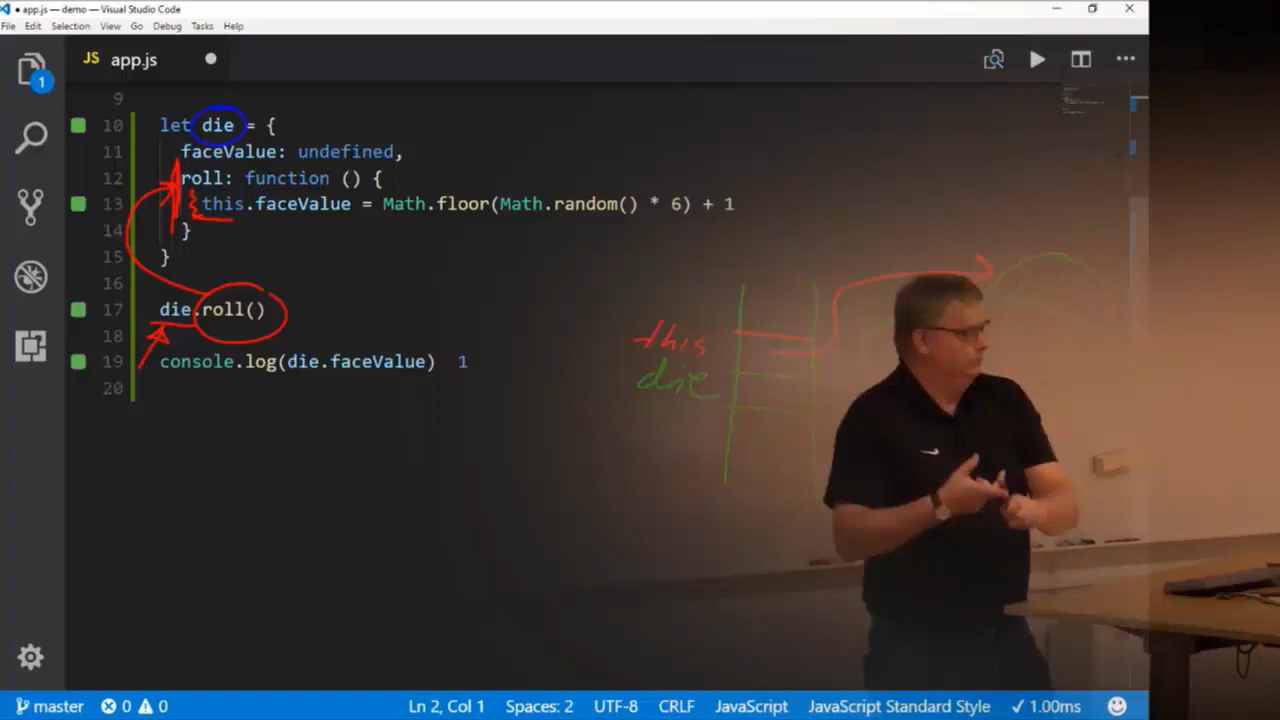 app.js — demo — Visual Studio Code
File Edit Selection View Go Debug Tasks Help
1
JS app.js
9
10 let die = {
11 faceValue: undefined,
12 roll: function () {
13 this.faceValue = Math.floor(Math.random() * 6) + 1
14 }
15 }
16
17 die.roll()
18
19 console.log(die.faceValue) 1
20
this
die
master 0 0 Ln 2, Col 1 Spaces: 2 UTF-8 CRLF JavaScript JavaScript Standard Style ✓ 1.00ms